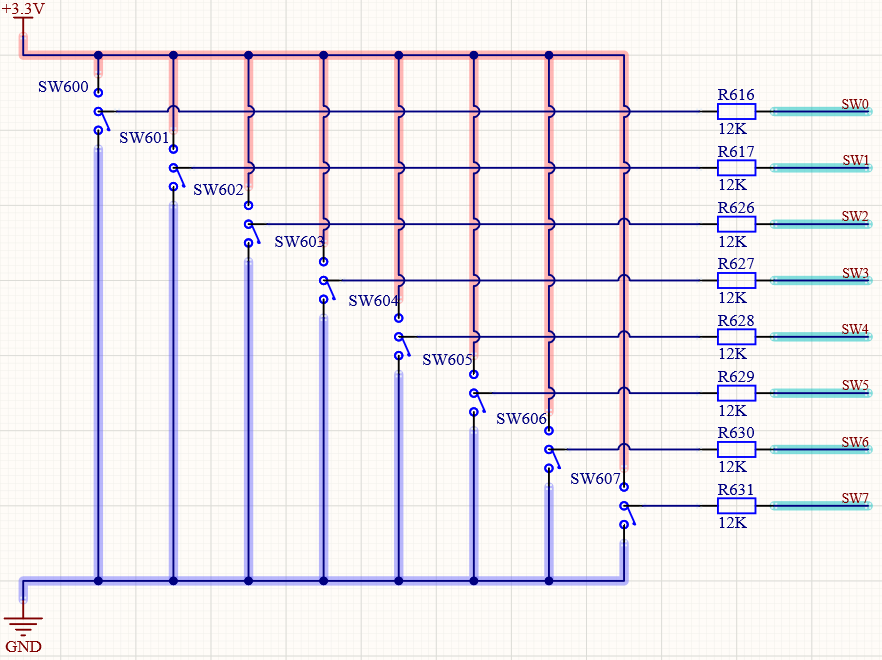 +3.3V
SW600
R616
SW0
12K
SW601
R617
SW1
12K
SW602
R626
SW2
12K
SW603
R627
SW3
12K
SW604
R628
SW4
12K
SW605
R629
SW5
12K
SW606
R630
SW6
12K
SW607
R631
SW7
12K
GND